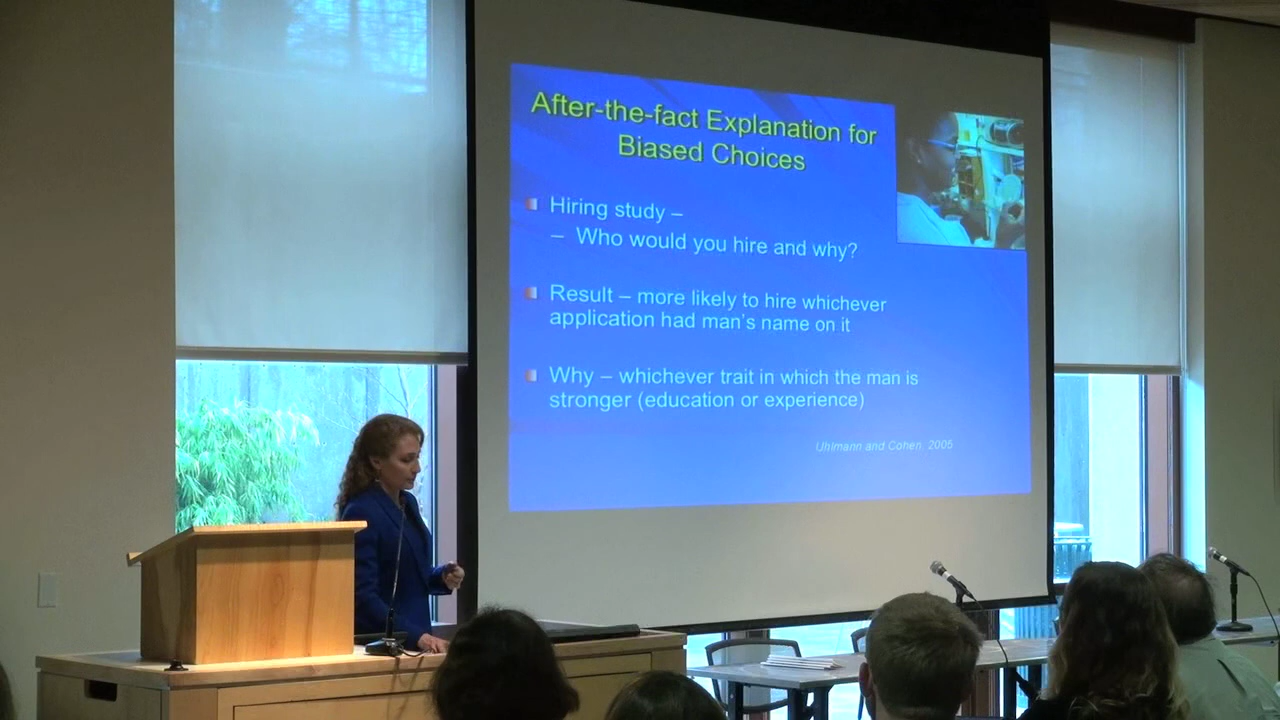 After-the-fact Explanation for
Biased Choices
Hiring study –
– Who would you hire and why?
Result – more likely to hire whichever
application had man's name on it
Why – whichever trait in which the man is
stronger (education or experience)
Uhlmann and Cohen, 2005